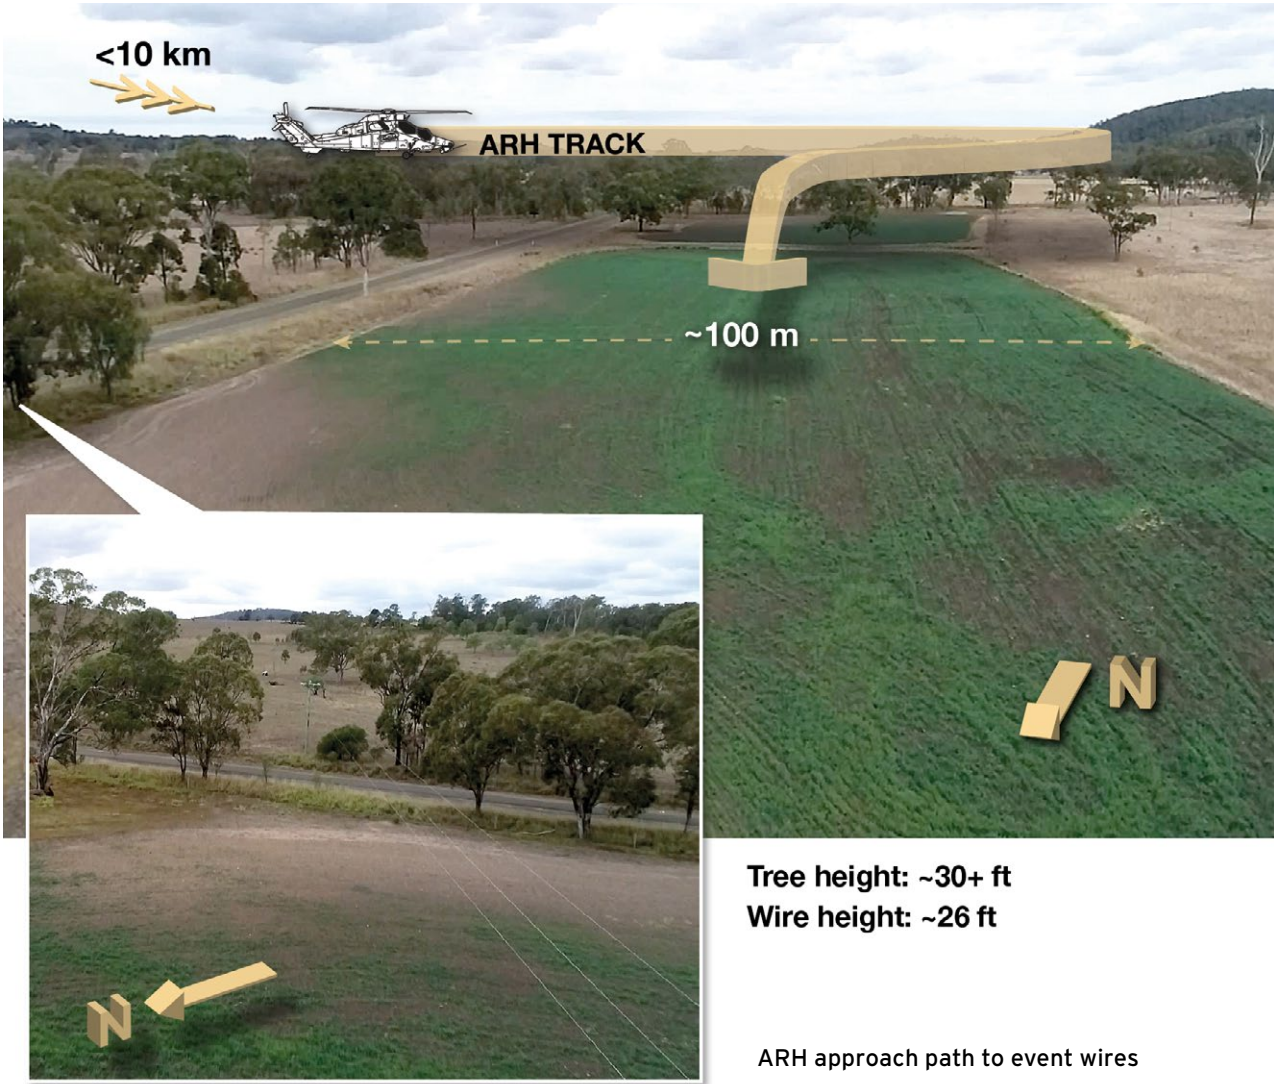 <10 km
ARH TRACK
~100 m
N
N
Tree height: ~30+ ft
Wire height: ~26 ft
ARH approach path to event wires